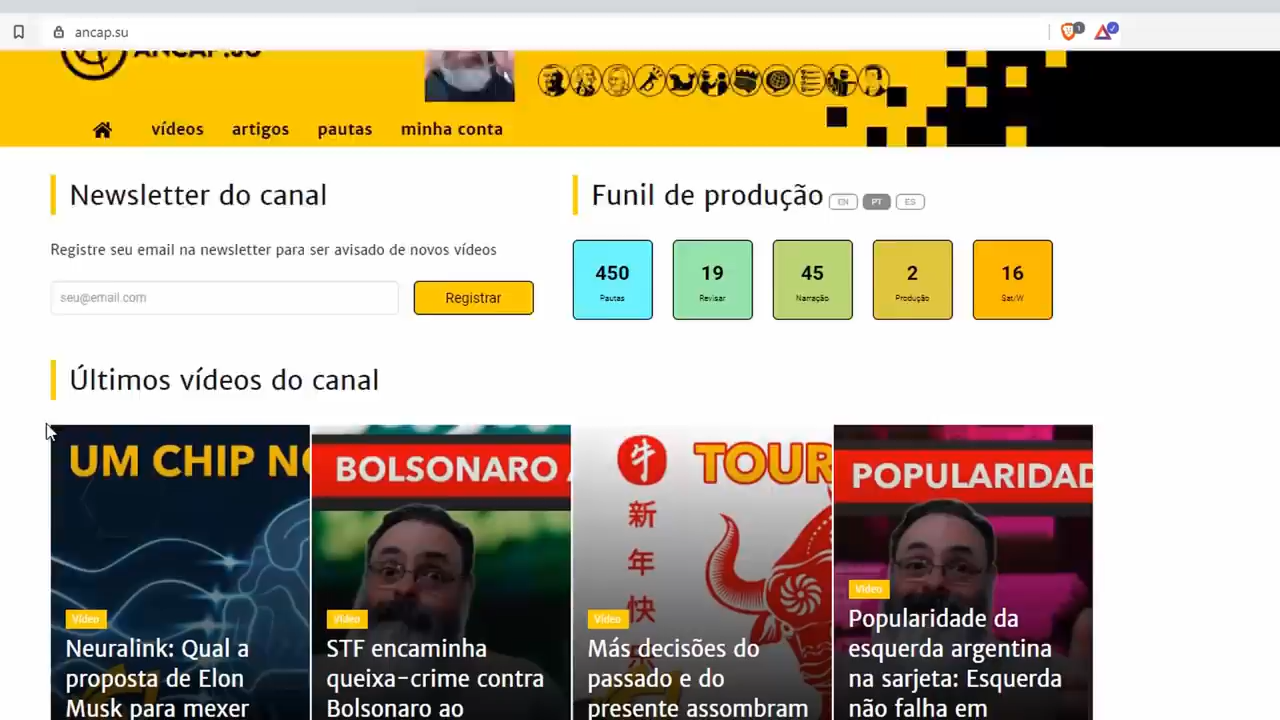 ancap.su
ANCAP.SU
vídeos artigos pautas minha conta
Newsletter do canal
Registre seu email na newsletter para ser avisado de novos vídeos
seu@email.com
Registrar
Funil de produção EN PT ES
450 19 45 2 16
Pautas Revisar Narração Produção Sat/W
Últimos vídeos do canal
UM CHIP NO
Vídeo
Neuralink: Qual a
proposta de Elon
Musk para mexer
BOLSONARO
Vídeo
STF encaminha
queixa-crime contra
Bolsonaro ao
牛
新
年
快
TOUR
Vídeo
Más decisões do
passado e do
presente assombram
POPULARIDAD
Vídeo
Popularidade da
esquerda argentina
na sarjeta: Esquerda
não falha em